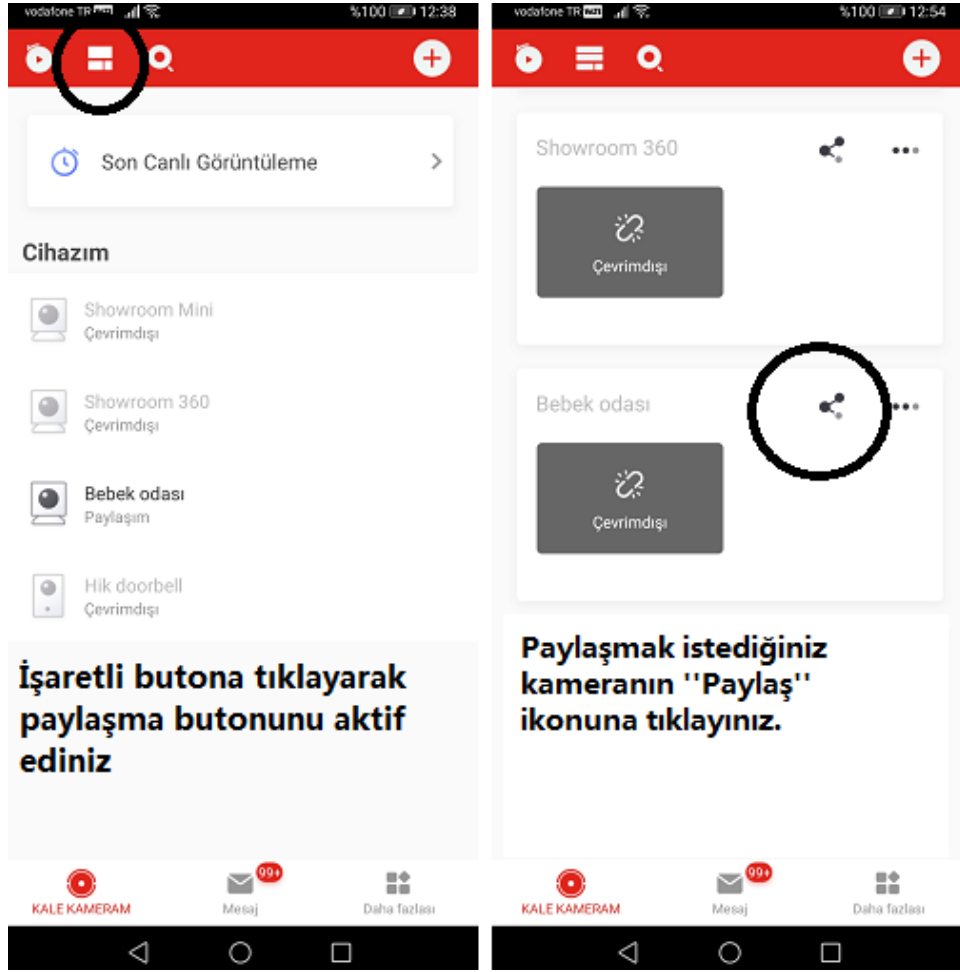 vodafone TR
%100 12:38
Son Canlı Görüntüleme
Cihazım
Showroom Mini
Çevrimdışı
Showroom 360
Çevrimdışı
Bebek odası
Paylaşım
Hik doorbell
Çevrimdışı
İşaretli butona tıklayarak
paylaşma butonunu aktif
ediniz
99+
KALE KAMERAM
Mesaj
Daha fazlası
vodafone TR
%100 12:54
Showroom 360
Çevrimdışı
Bebek odası
Çevrimdışı
Paylaşmak istediğiniz
kameranın ''Paylaş''
ikonuna tıklayınız.
99+
KALE KAMERAM
Mesaj
Daha fazlası